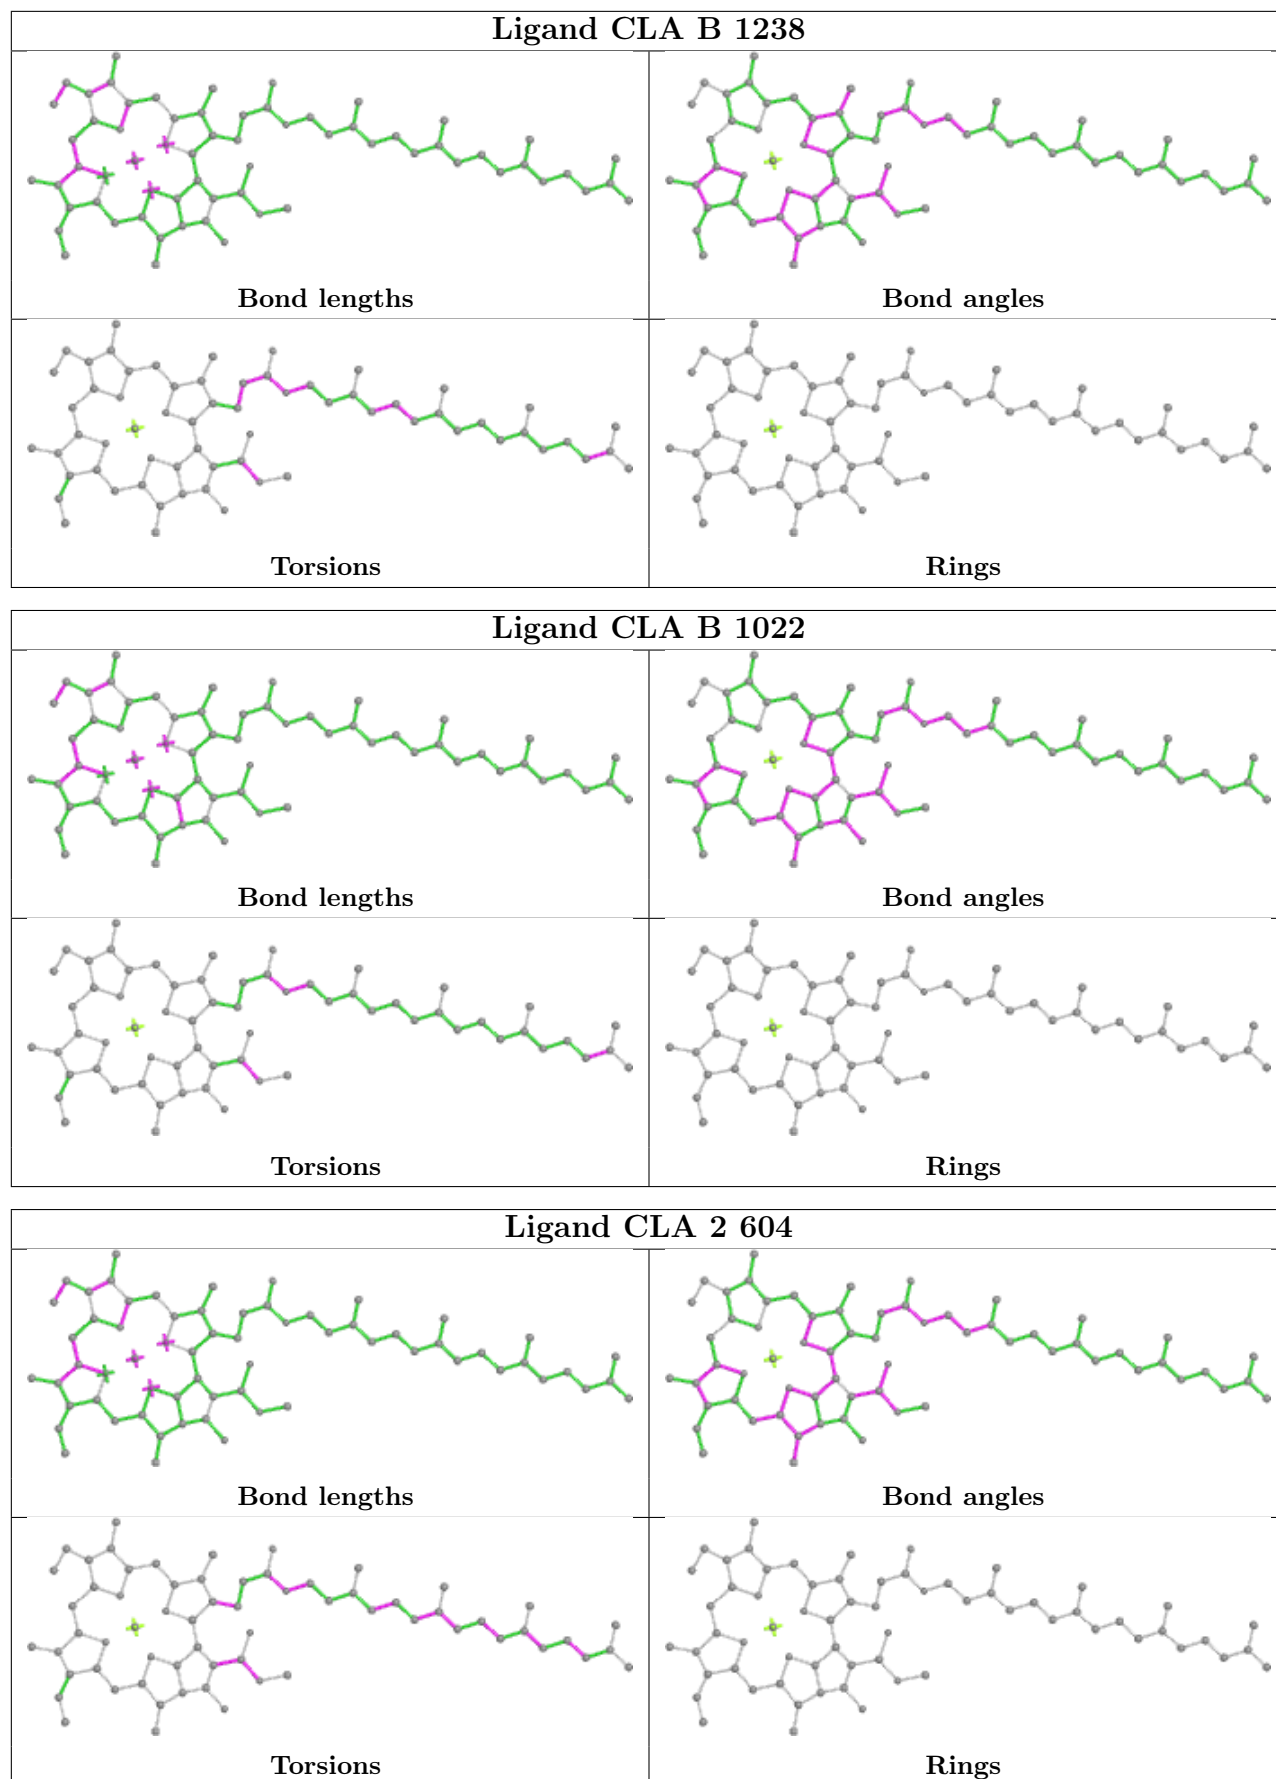 Ligand CLA B 1238
Bond lengths
Bond angles
Torsions
Rings
Ligand CLA B 1022
Bond lengths
Bond angles
Torsions
Rings
Ligand CLA 2 604
Bond lengths
Bond angles
Torsions
Rings